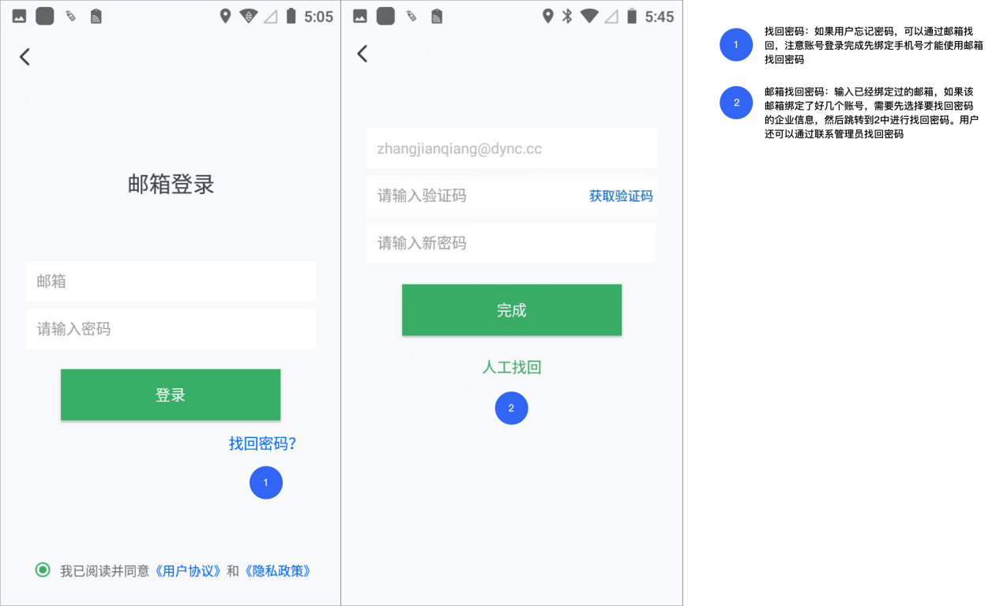 5:05
邮箱登录
邮箱
请输入密码
登录
找回密码?
1
我已阅读并同意《用户协议》和《隐私政策》
5:45
zhangjianqiang@dync.cc
请输入验证码 获取验证码
请输入新密码
完成
人工找回
2
1
找回密码：如果用户忘记密码，可以通过邮箱找
回，注意账号登录完成先绑定手机号才能使用邮箱
找回密码
2
邮箱找回密码：输入已经绑定过的邮箱，如果该
邮箱绑定了好几个账号，需要先选择要找回密码
的企业信息，然后跳转到2中进行找回密码。用户
还可以通过联系管理员找回密码